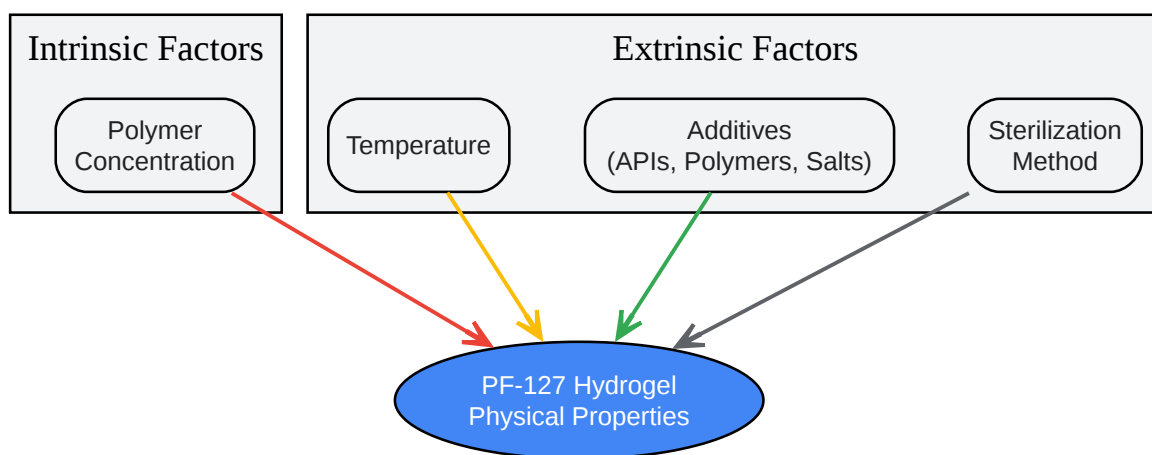 Intrinsic Factors
Extrinsic Factors
Polymer
Concentration
Temperature
Additives
(APIs, Polymers, Salts)
Sterilization
Method
PF-127 Hydrogel
Physical Properties